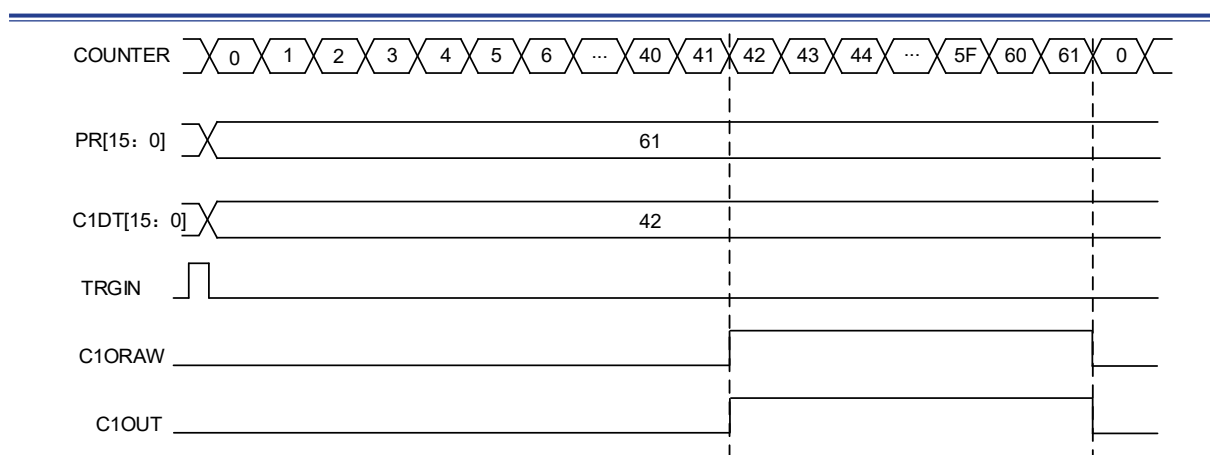 COUNTER 0 1 2 3 4 5 6 ... 40 41 42 43 44 ... 5F 60 61 0
PR[15：0] 61
C1DT[15：0] 42
TRGIN
C1ORAW
C1OUT